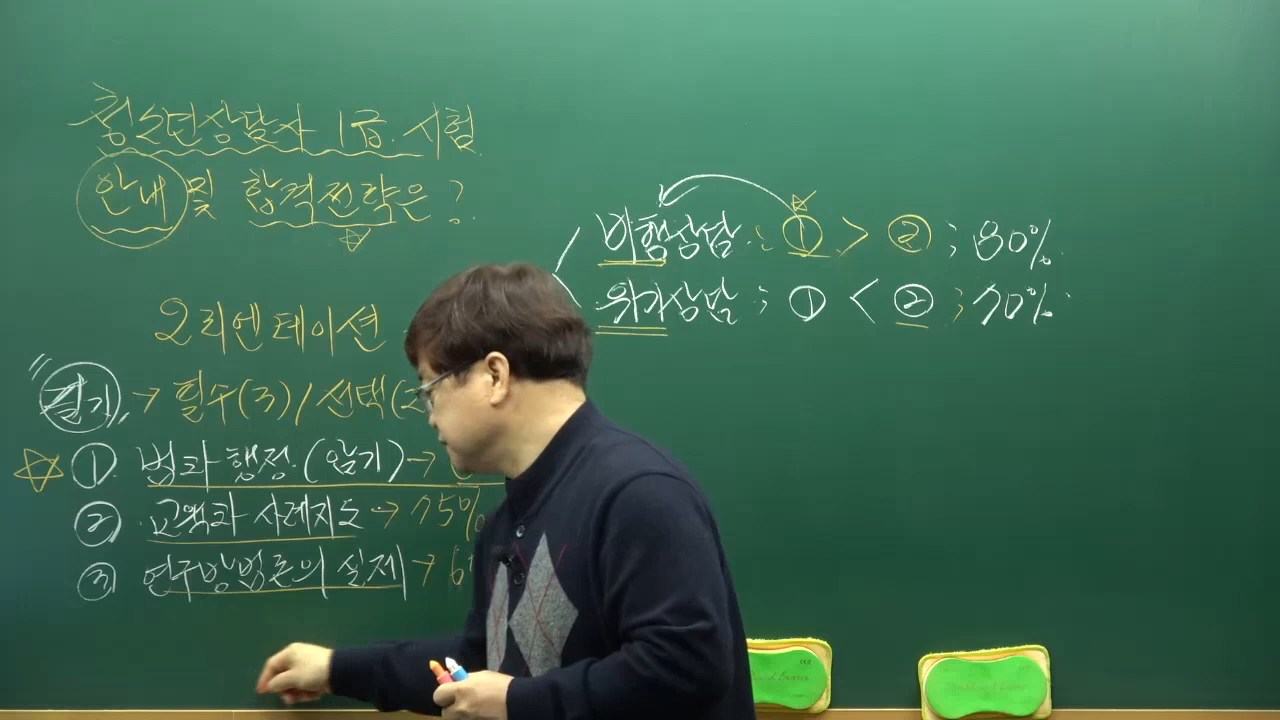 청소년상담사 1급 시험
안내 및 합격전략은?
오리엔테이션
필기 → 필수(3)/선택(2
① 법과 행정 (암기) →
② 교육과 사례지도 → 75%
③ 연구방법론의 실제 → 6
비행상담 : ① > ② ; 80%
위기상담 ; ① < ② ; 70%